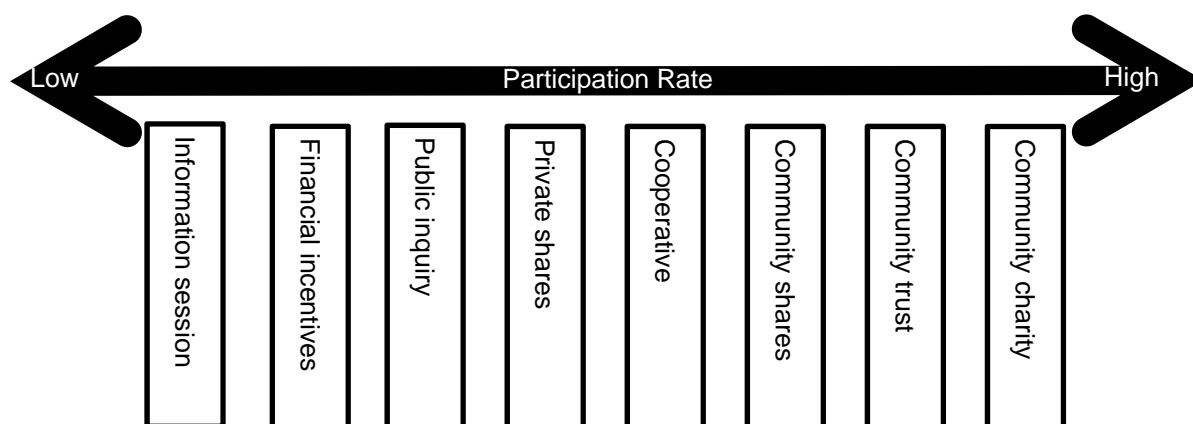 Low
Participation Rate
High
Information session
Financial incentives
Public inquiry
Private shares
Cooperative
Community shares
Community trust
Community charity